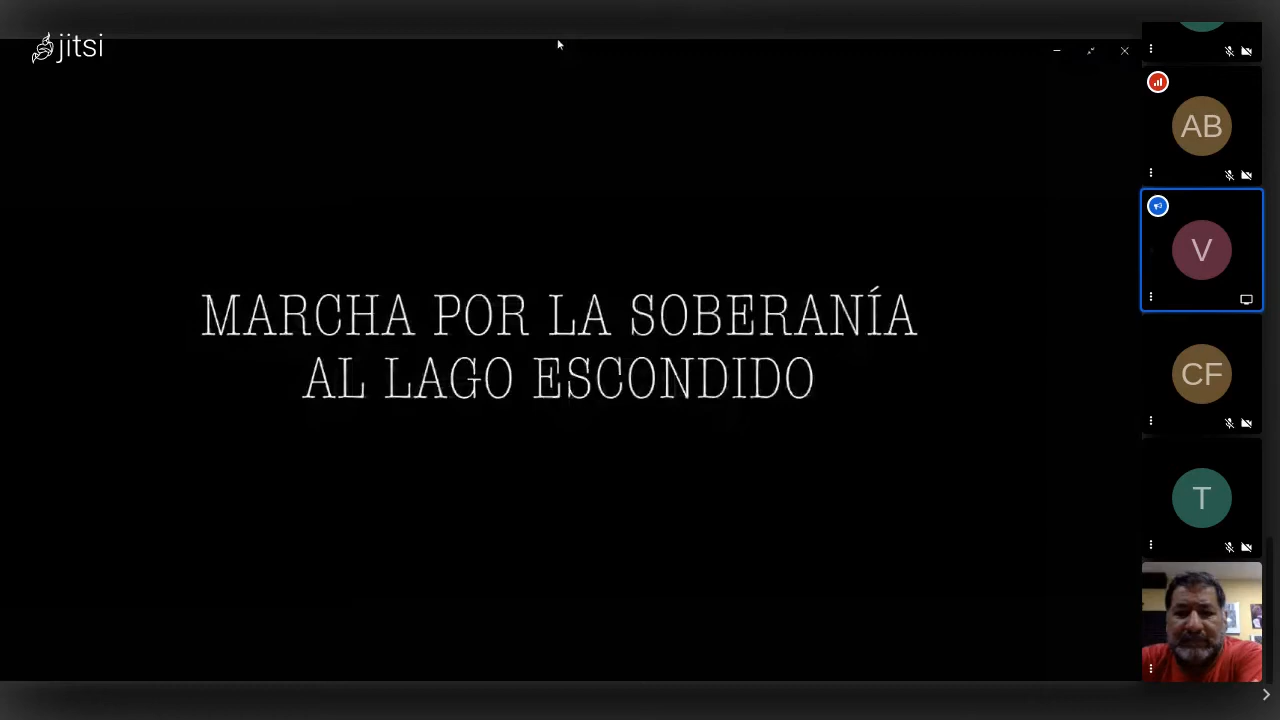 jitsi
MARCHA POR LA SOBERANÍA
AL LAGO ESCONDIDO
AB
V
CF
T